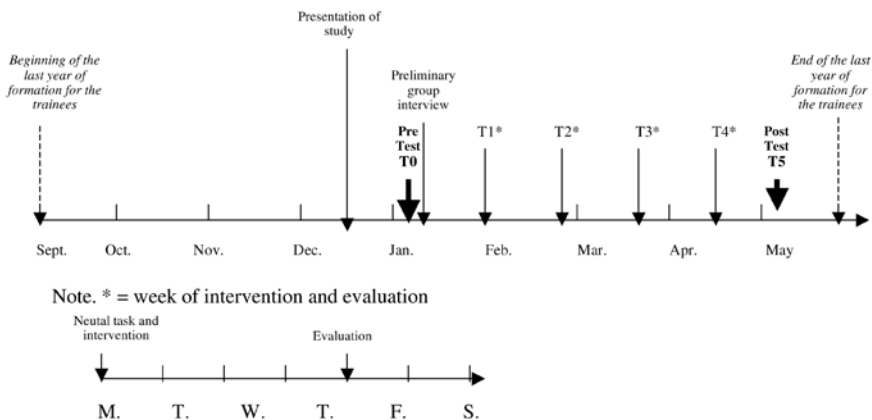 Presentation of
study
Beginning of the
last year of
formation for the
trainees
Preliminary
group
interview
End of the last
year of
formation for
the trainees
Pre
Test
T0
T1*
T2*
T3*
T4*
Post
Test
T5
Sept. Oct. Nov. Dec. Jan. Feb. Mar. Apr. May
Note. * = week of intervention and evaluation
Neutal task and
intervention
Evaluation
M. T. W. T. F. S.